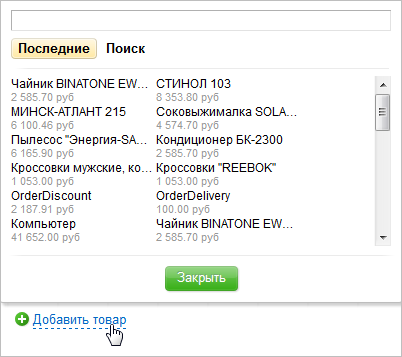 Последние Поиск
Чайник BINATONE EW... СТИНОЛ 103
2 585.70 руб 8 353.80 руб
МИНСК-АТЛАНТ 215 Соковыжималка SOLA...
6 100.46 руб 4 574.70 руб
Пылесос "Энергия-SA... Кондиционер БК-2300
6 165.90 руб 2 585.70 руб
Кроссовки мужские, ко... Кроссовки "REEBOK"
1 053.00 руб 1 053.00 руб
OrderDiscount OrderDelivery
2 187.91 руб 100.00 руб
Компьютер Чайник BINATONE EW...
41 652.00 руб 2 585.70 руб
Закрыть
Добавить товар